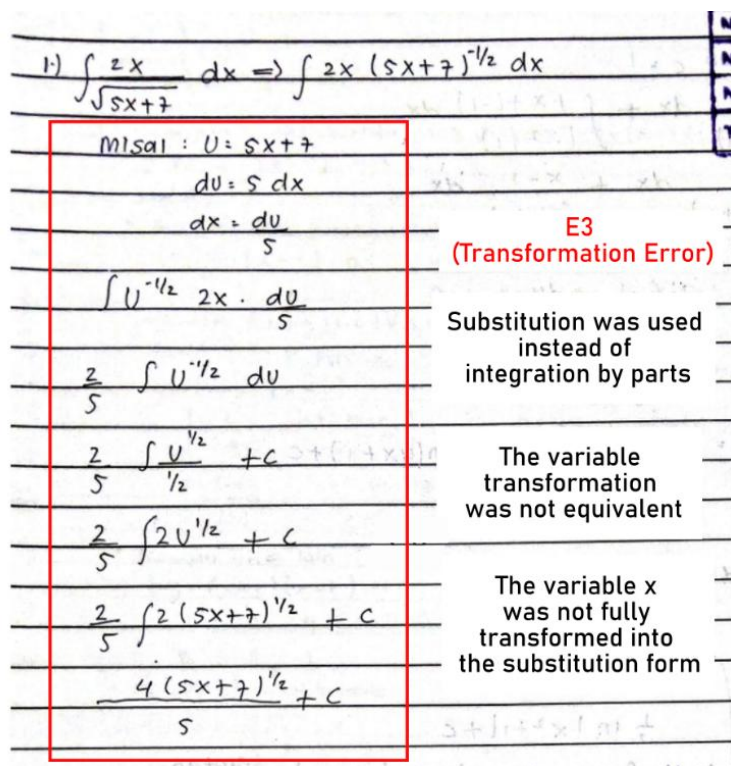 1.) ∫ 2x/√(5x+7) dx => ∫ 2x (5x+7)^-1/2 dx
Misal : U = 5x+7
du = 5 dx
dx = du/5
∫ U^-1/2 2x . du/5
2/5 ∫ U^-1/2 du
2/5 ∫ U^1/2 / 1/2 + C
2/5 ∫ 2U^1/2 + C
2/5 ∫ 2 (5x+7)^1/2 + C
4 (5x+7)^1/2 / 5 + C
E3
(Transformation Error)
Substitution was used
instead of
integration by parts
The variable
transformation
was not equivalent
The variable x
was not fully
transformed into
the substitution form